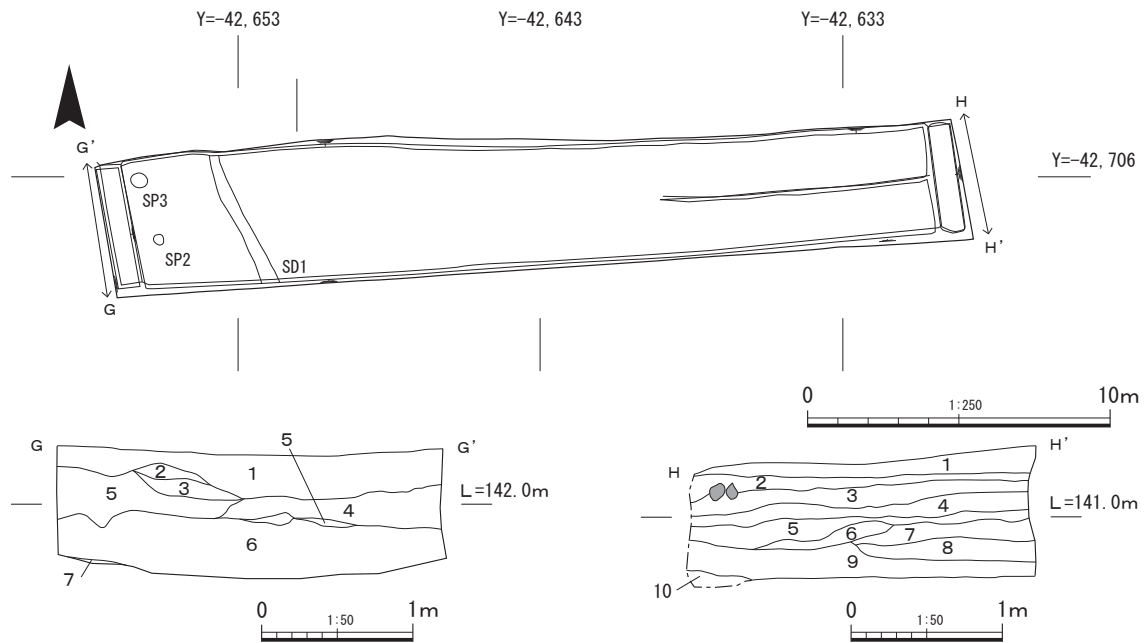 Y=-42,653
Y=-42,643
Y=-42,633
H
G'
Y=-42,706
SP3
SP2
SD1
H'
G
0 10m
1:250
G
5
G'
H
H'
1
2
3
5
4
6
7
L=142.0m
1
2
3
4
5
6
7
8
9
10
L=141.0m
0 1m
1:50
0 1m
1:50